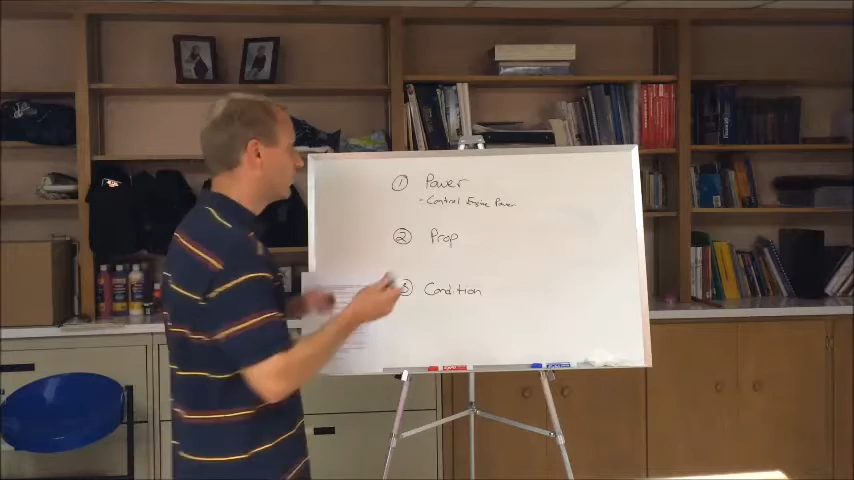 ① Power
- Control Engine Power
② Prop
③ Condition